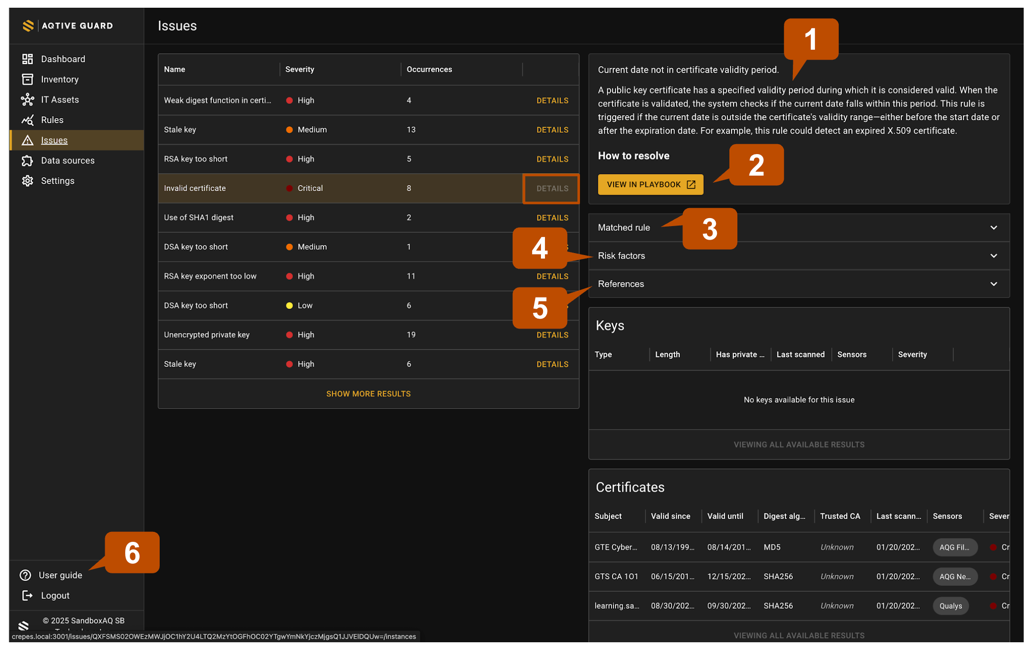 AQTIVE GUARD
Issues
Dashboard
Inventory
IT Assets
Rules
Issues
Data sources
Settings
User guide
Logout
© 2025 SandboxAQ SB
Name Severity Occurrences
Weak digest function in certi... High 4 DETAILS
Stale key Medium 13 DETAILS
RSA key too short High 5 DETAILS
Invalid certificate Critical 8 DETAILS
Use of SHA1 digest High 2 DETAILS
DSA key too short Medium 1
RSA key exponent too low High 11 DETAILS
DSA key too short Low 6
Unencrypted private key High 19 DETAILS
Stale key High 6 DETAILS
SHOW MORE RESULTS
1
Current date not in certificate validity period.
A public key certificate has a specified validity period during which it is considered valid. When the
certificate is validated, the system checks if the current date falls within this period. This rule is
triggered if the current date is outside the certificate's validity range—either before the start date or
after the expiration date. For example, this rule could detect an expired X.509 certificate.
How to resolve
VIEW IN PLAYBOOK
2
Matched rule
3
4
Risk factors
5
References
Keys
Type Length Has private ... Last scanned Sensors Severity
No keys available for this issue
VIEWING ALL AVAILABLE RESULTS
Certificates
Subject Valid since Valid until Digest alg... Trusted CA Last scann... Sensors Sever
GTE Cyber... 08/13/199... 08/14/201... MD5 Unknown 01/20/202... AQG Fil... Cr
GTS CA 1O1 06/15/201... 12/15/202... SHA256 Unknown 01/20/202... AQG Ne... Cr
learning.sa... 08/30/202... 09/30/202... SHA256 Unknown 01/20/202... Qualys Cr
VIEWING ALL AVAILABLE RESULTS
6